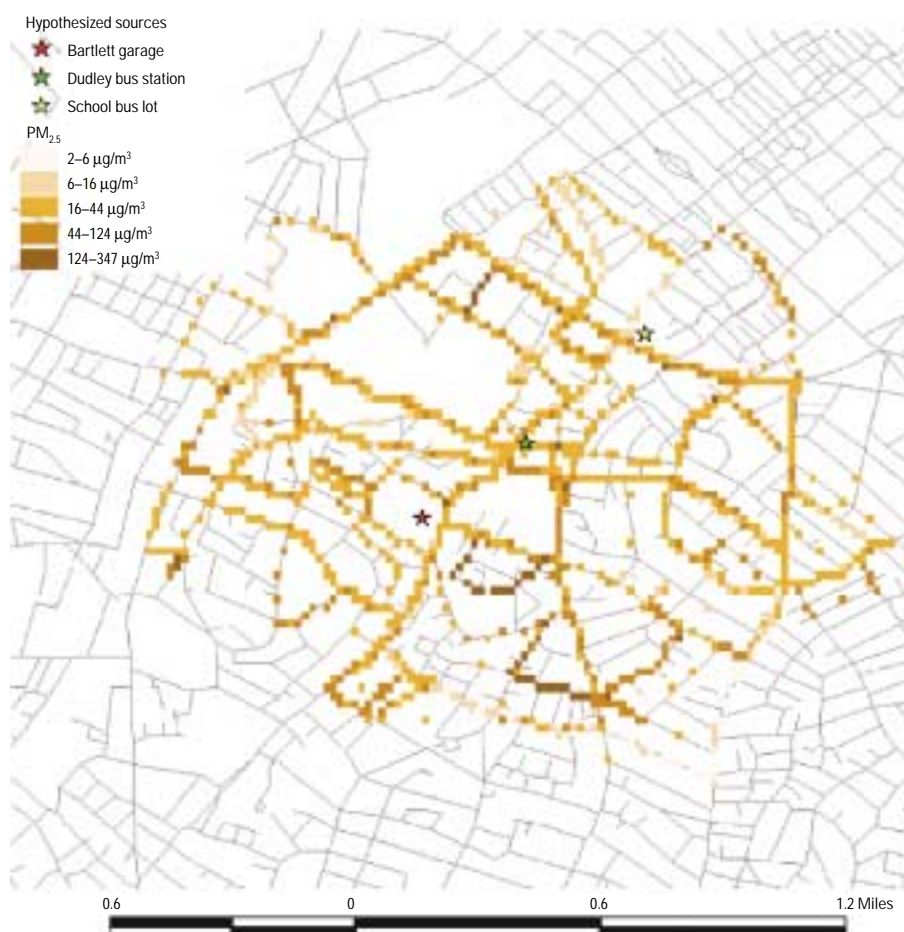 Hypothesized sources
Bartlett garage
Dudley bus station
School bus lot
PM2.5
2–6 μg/m³
6–16 μg/m³
16–44 μg/m³
44–124 μg/m³
124–347 μg/m³
0.6 0 0.6 1.2 Miles